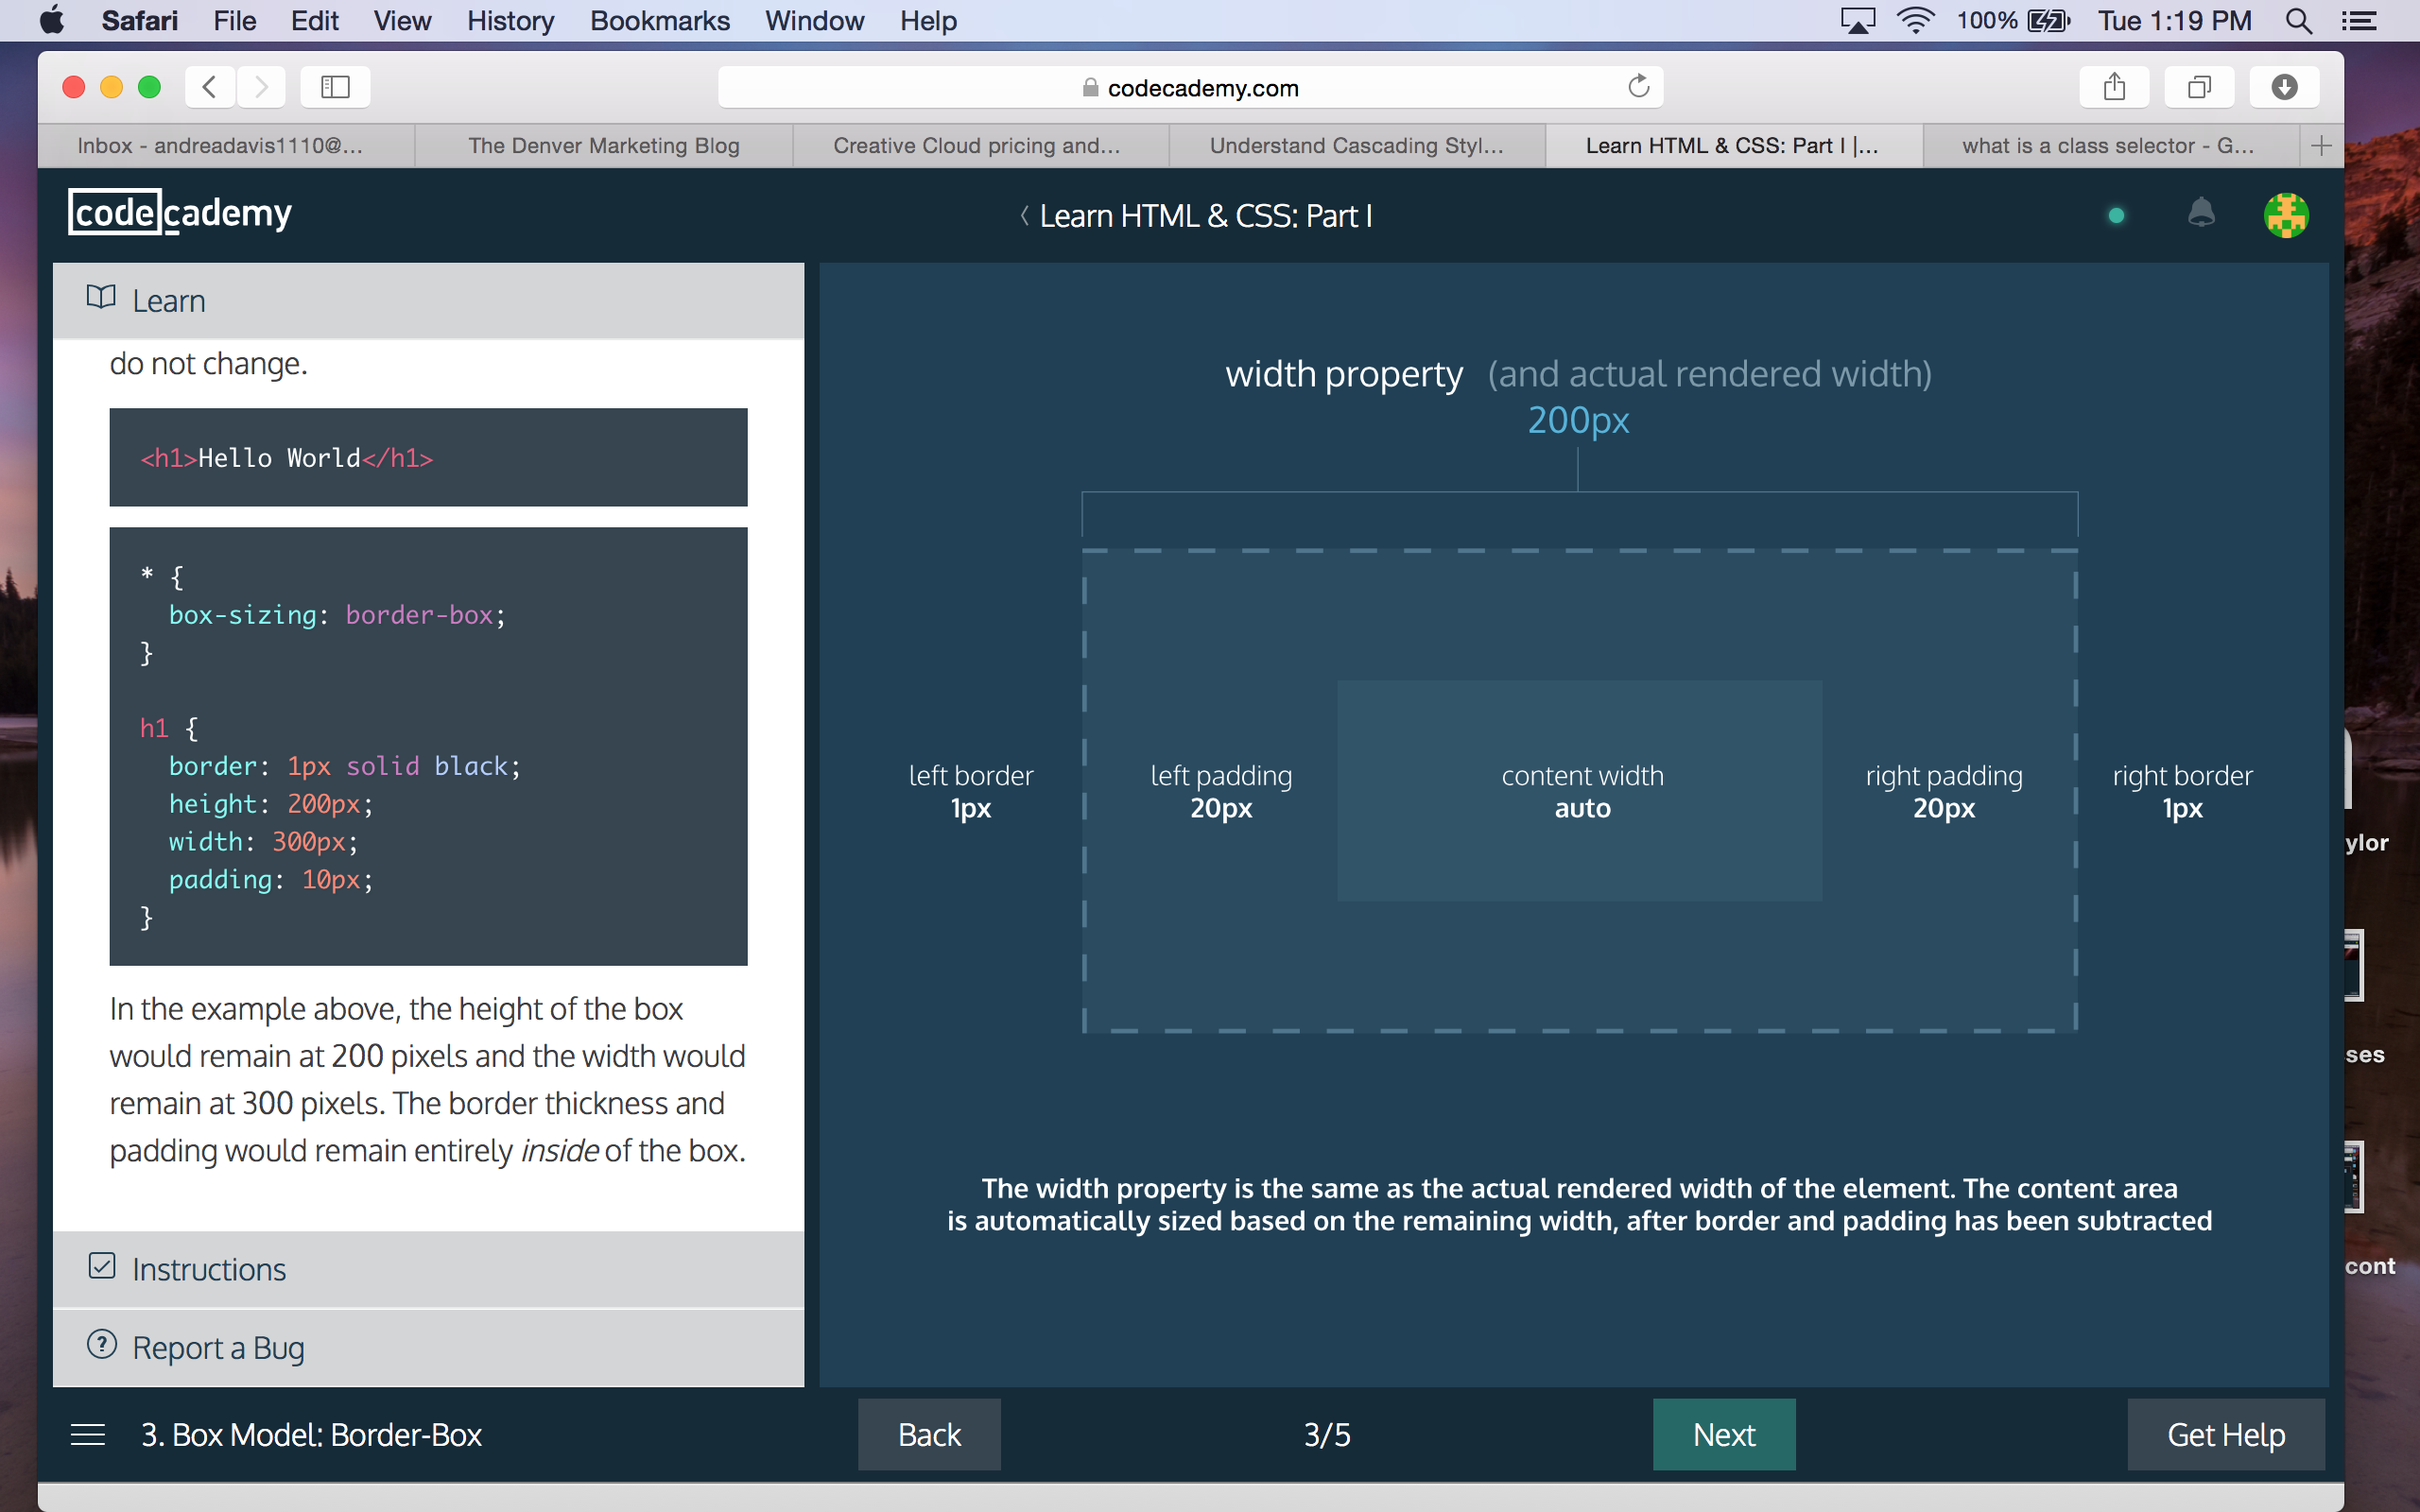 Safari File Edit View History Bookmarks Window Help 100% Tue 1:19 PM
codecademy.com
Inbox - andreadavis1110@... The Denver Marketing Blog Creative Cloud pricing and... Understand Cascading Styl... Learn HTML & CSS: Part I |... what is a class selector - G...
codecademy Learn HTML & CSS: Part I
Learn
do not change.
<h1>Hello World</h1>
* {
box-sizing: border-box;
}
h1 {
border: 1px solid black;
height: 200px;
width: 300px;
padding: 10px;
}
In the example above, the height of the box
would remain at 200 pixels and the width would
remain at 300 pixels. The border thickness and
padding would remain entirely inside of the box.
Instructions
Report a Bug
width property (and actual rendered width)
200px
left border
1px
left padding
20px
content width
auto
right padding
20px
right border
1px
The width property is the same as the actual rendered width of the element. The content area
is automatically sized based on the remaining width, after border and padding has been subtracted
ylor
ses
cont
3. Box Model: Border-Box Back 3/5 Next Get Help